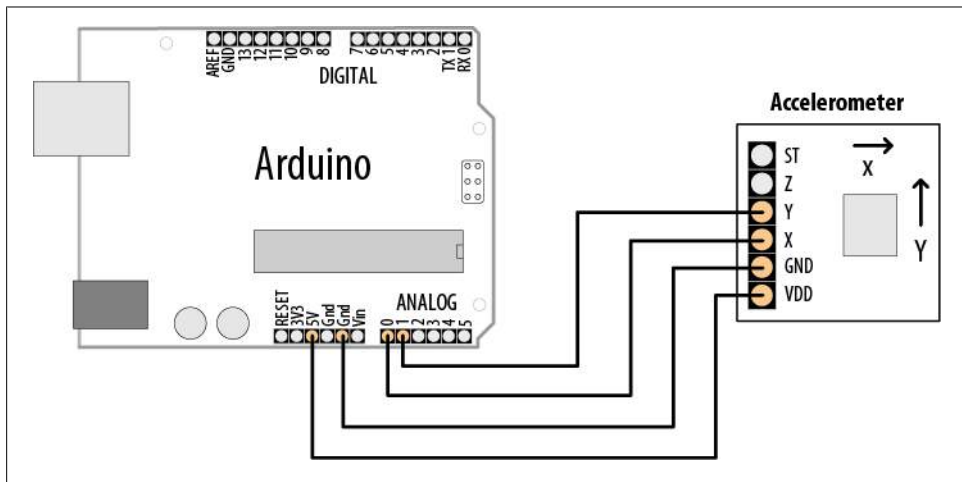 AREF
GND
13
12
11
10
9
8
7
6
5
4
3
2
TX 1
RX 0
DIGITAL
Arduino
ANALOG
RESET
3V3
5V
Gnd
Gnd
Vin
0
1
2
3
4
5
Accelerometer
ST
Z
Y
X
GND
VDD
X
Y